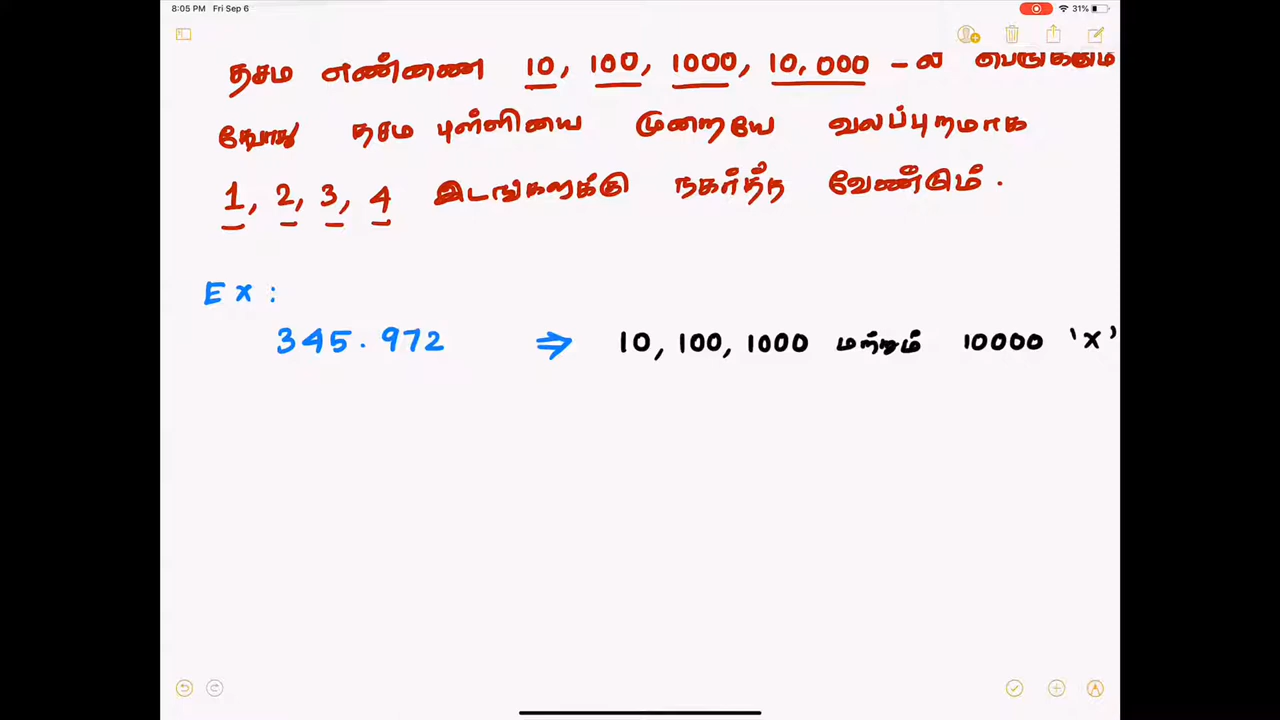 8:05 PM Fri Sep 6 31%
தசம எண்ணை 10, 100, 1000, 10,000 -ல் பெருக்கும்
போது தசம புள்ளியை முறையே வலப்புறமாக
1, 2, 3, 4 இடங்களுக்கு நகர்த்த வேண்டும்.
Ex:
345.972 ⇒ 10, 100, 1000 மற்றும் 10000 'x'